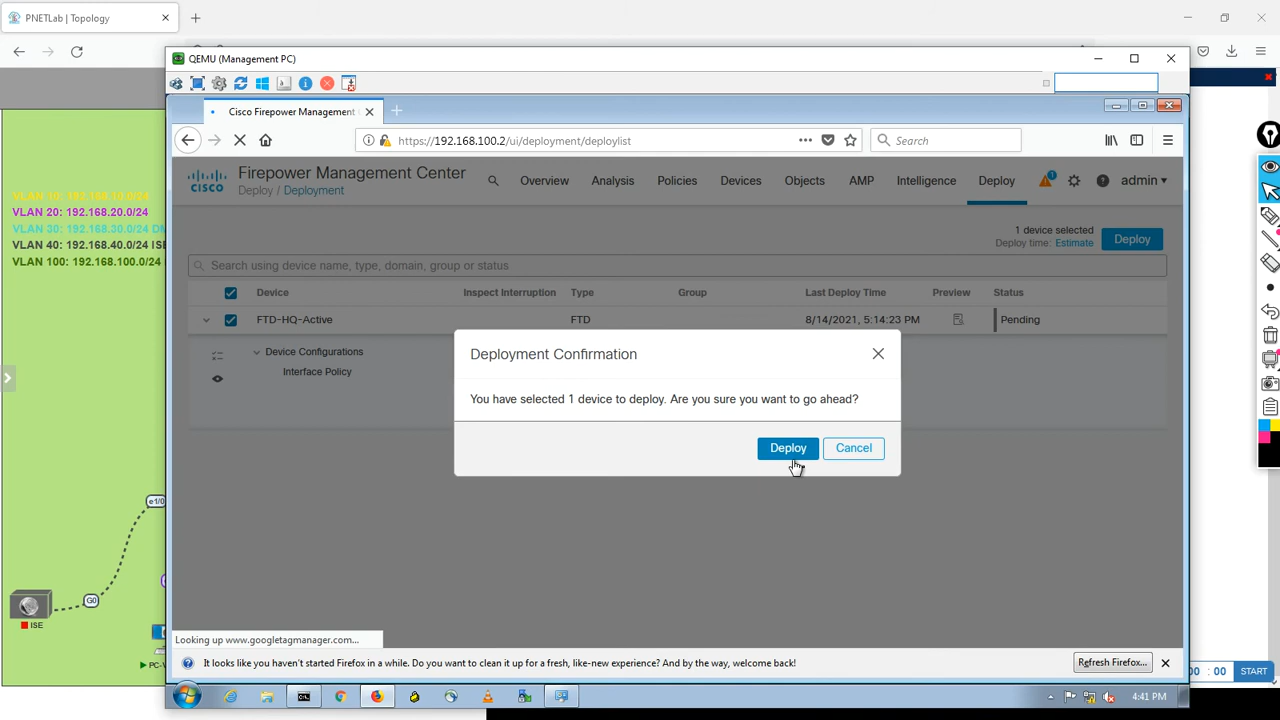 PNETLab | Topology
QEMU (Management PC)
Cisco Firepower Management
https://192.168.100.2/ui/deployment/deploylist
Search
CISCO
Firepower Management Center
Deploy / Deployment
Overview
Analysis
Policies
Devices
Objects
AMP
Intelligence
Deploy
1
admin
VLAN 10: 192.168.10.0/24
VLAN 20: 192.168.20.0/24
VLAN 30: 192.168.30.0/24 DM
VLAN 40: 192.168.40.0/24 ISE
VLAN 100: 192.168.100.0/24
1 device selected
Deploy time: Estimate
Deploy
Search using device name, type, domain, group or status
Device
Inspect Interruption
Type
Group
Last Deploy Time
Preview
Status
FTD-HQ-Active
FTD
8/14/2021, 5:14:23 PM
Pending
Device Configurations
Interface Policy
Deployment Confirmation
You have selected 1 device to deploy. Are you sure you want to go ahead?
Deploy
Cancel
e1/0
G0
ISE
PC-V
Looking up www.googletagmanager.com...
It looks like you haven't started Firefox in a while. Do you want to clean it up for a fresh, like-new experience? And by the way, welcome back!
Refresh Firefox...
00 : 00
START
4:41 PM